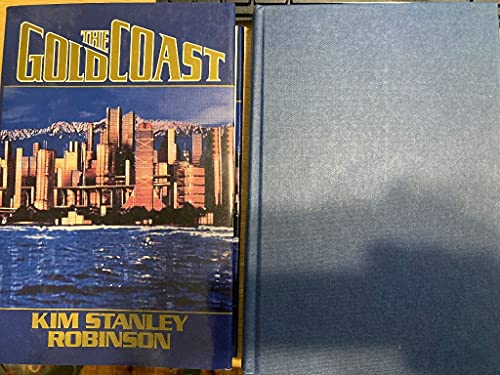 THE
GOLD COAST
KIM STANLEY
ROBINSON